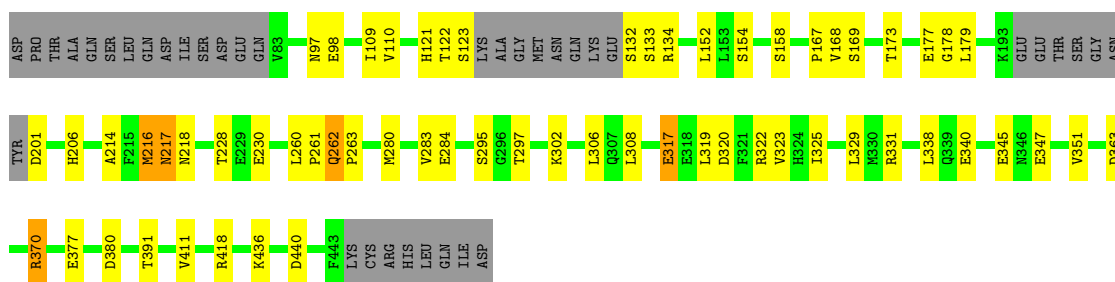 ASP PRO THR ALA GLN SER LEU GLN ASP ILE SER ASP GLU GLN V83 N97 E98 I109 V110 H121 T122 S123 LYS ALA GLY MET ASN GLN LYS GLU S132 S133 R134 L152 L153 S154 S158 P167 V168 S169 T173 E177 G178 L179 K193 GLU GLU THR SER GLY ASN
TYR D201 H206 A214 F215 M216 N217 N218 T228 E229 E230 L260 P261 Q262 P263 M280 V283 E284 S295 G296 T297 K302 L306 Q307 L308 E317 E318 L319 D320 F321 R322 V323 H324 I325 L329 M330 R331 L338 Q339 E340 E345 N346 E347 V351 D363
R370 E377 D380 T391 V411 R418 K436 D440 F443 LYS CYS ARG HIS LEU GLN ILE ASP